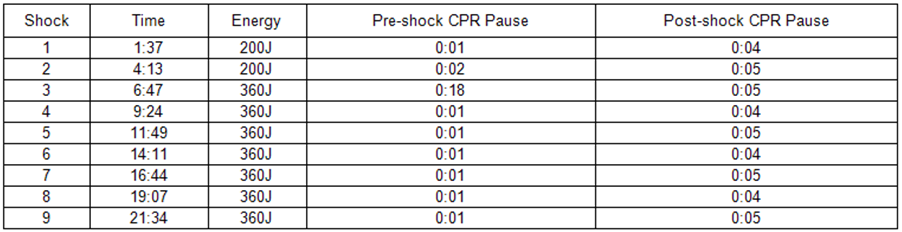 Shock Time Energy Pre-shock CPR Pause Post-shock CPR Pause
1 1:37 200J 0:01 0:04
2 4:13 200J 0:02 0:05
3 6:47 360J 0:18 0:05
4 9:24 360J 0:01 0:04
5 11:49 360J 0:01 0:05
6 14:11 360J 0:01 0:04
7 16:44 360J 0:01 0:05
8 19:07 360J 0:01 0:04
9 21:34 360J 0:01 0:05